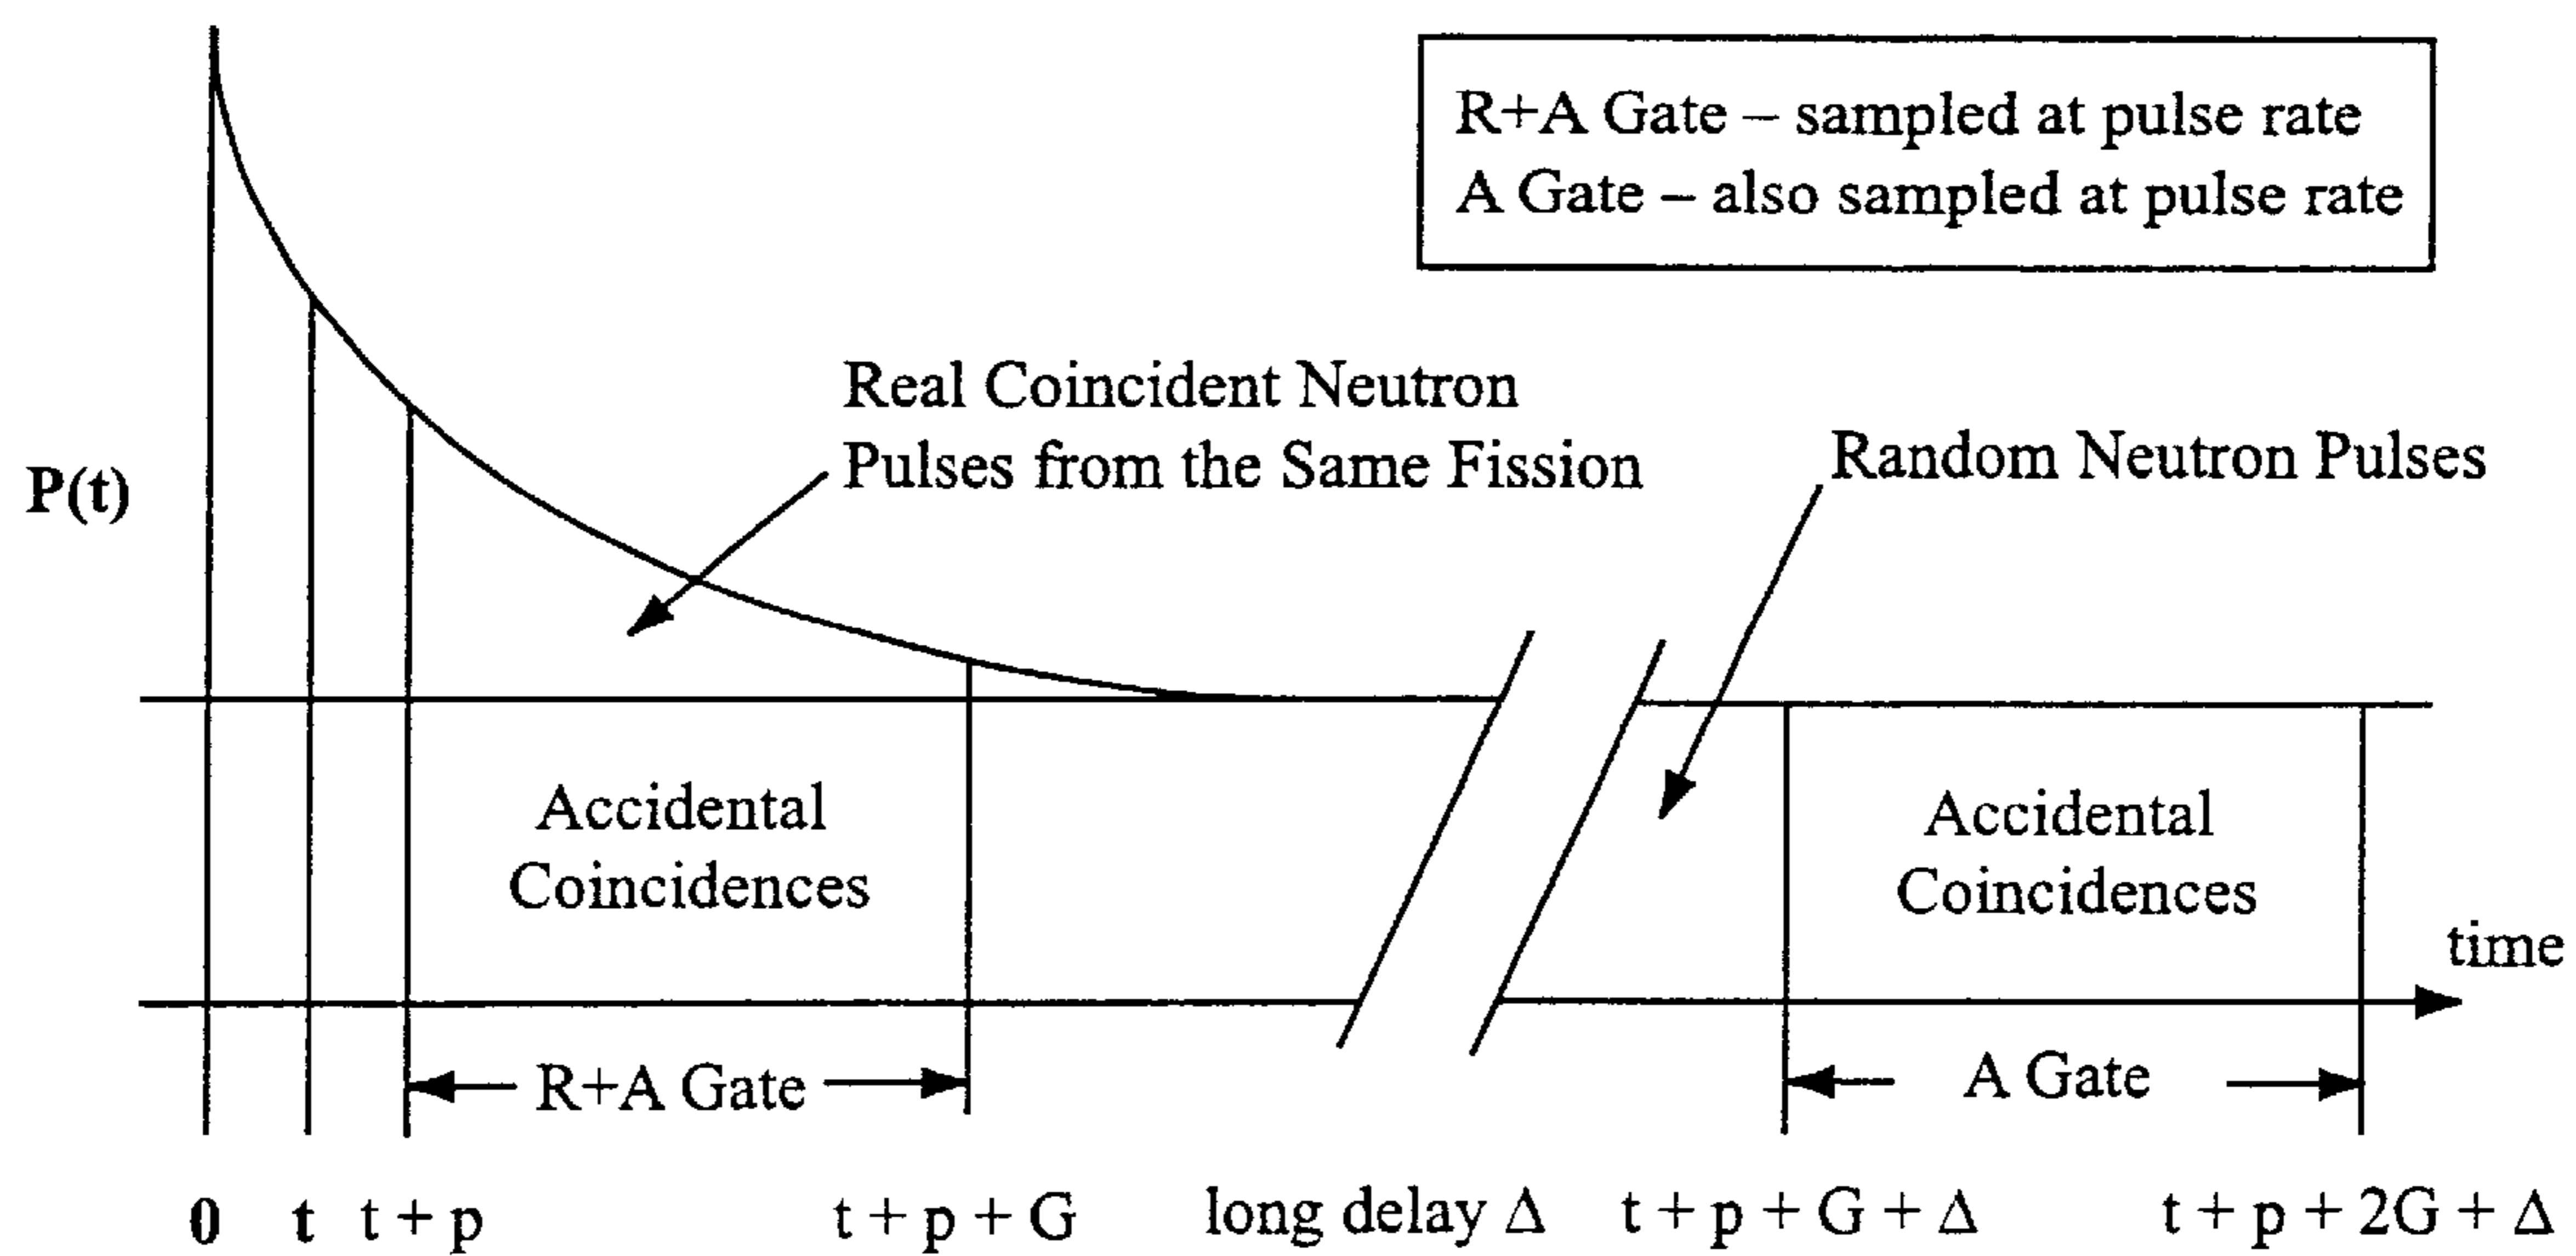 R+A Gate – sampled at pulse rate
A Gate – also sampled at pulse rate
Real Coincident Neutron
Pulses from the Same Fission
Random Neutron Pulses
P(t)
Accidental
Coincidences
Accidental
Coincidences
time
R+A Gate
A Gate
0 t t + p t + p + G long delay Δ t + p + G + Δ t + p + 2G + Δ